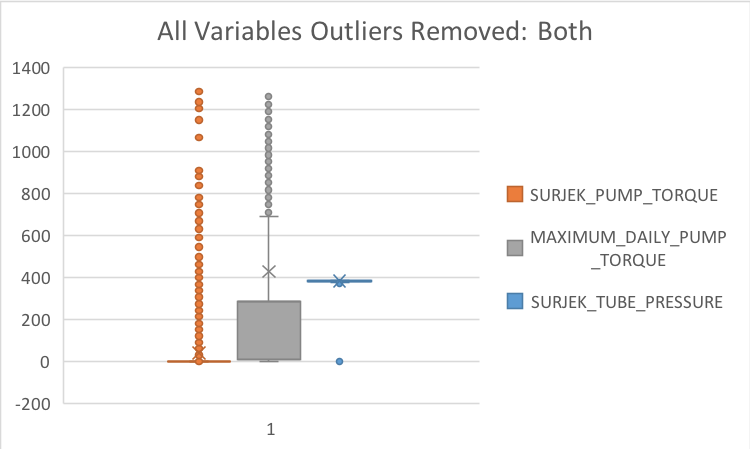 All Variables Outliers Removed: Both
1400
1200
1000
800
600
400
200
0
-200
1
SURJEK_PUMP_TORQUE
MAXIMUM_DAILY_PUMP
_TORQUE
SURJEK_TUBE_PRESSURE